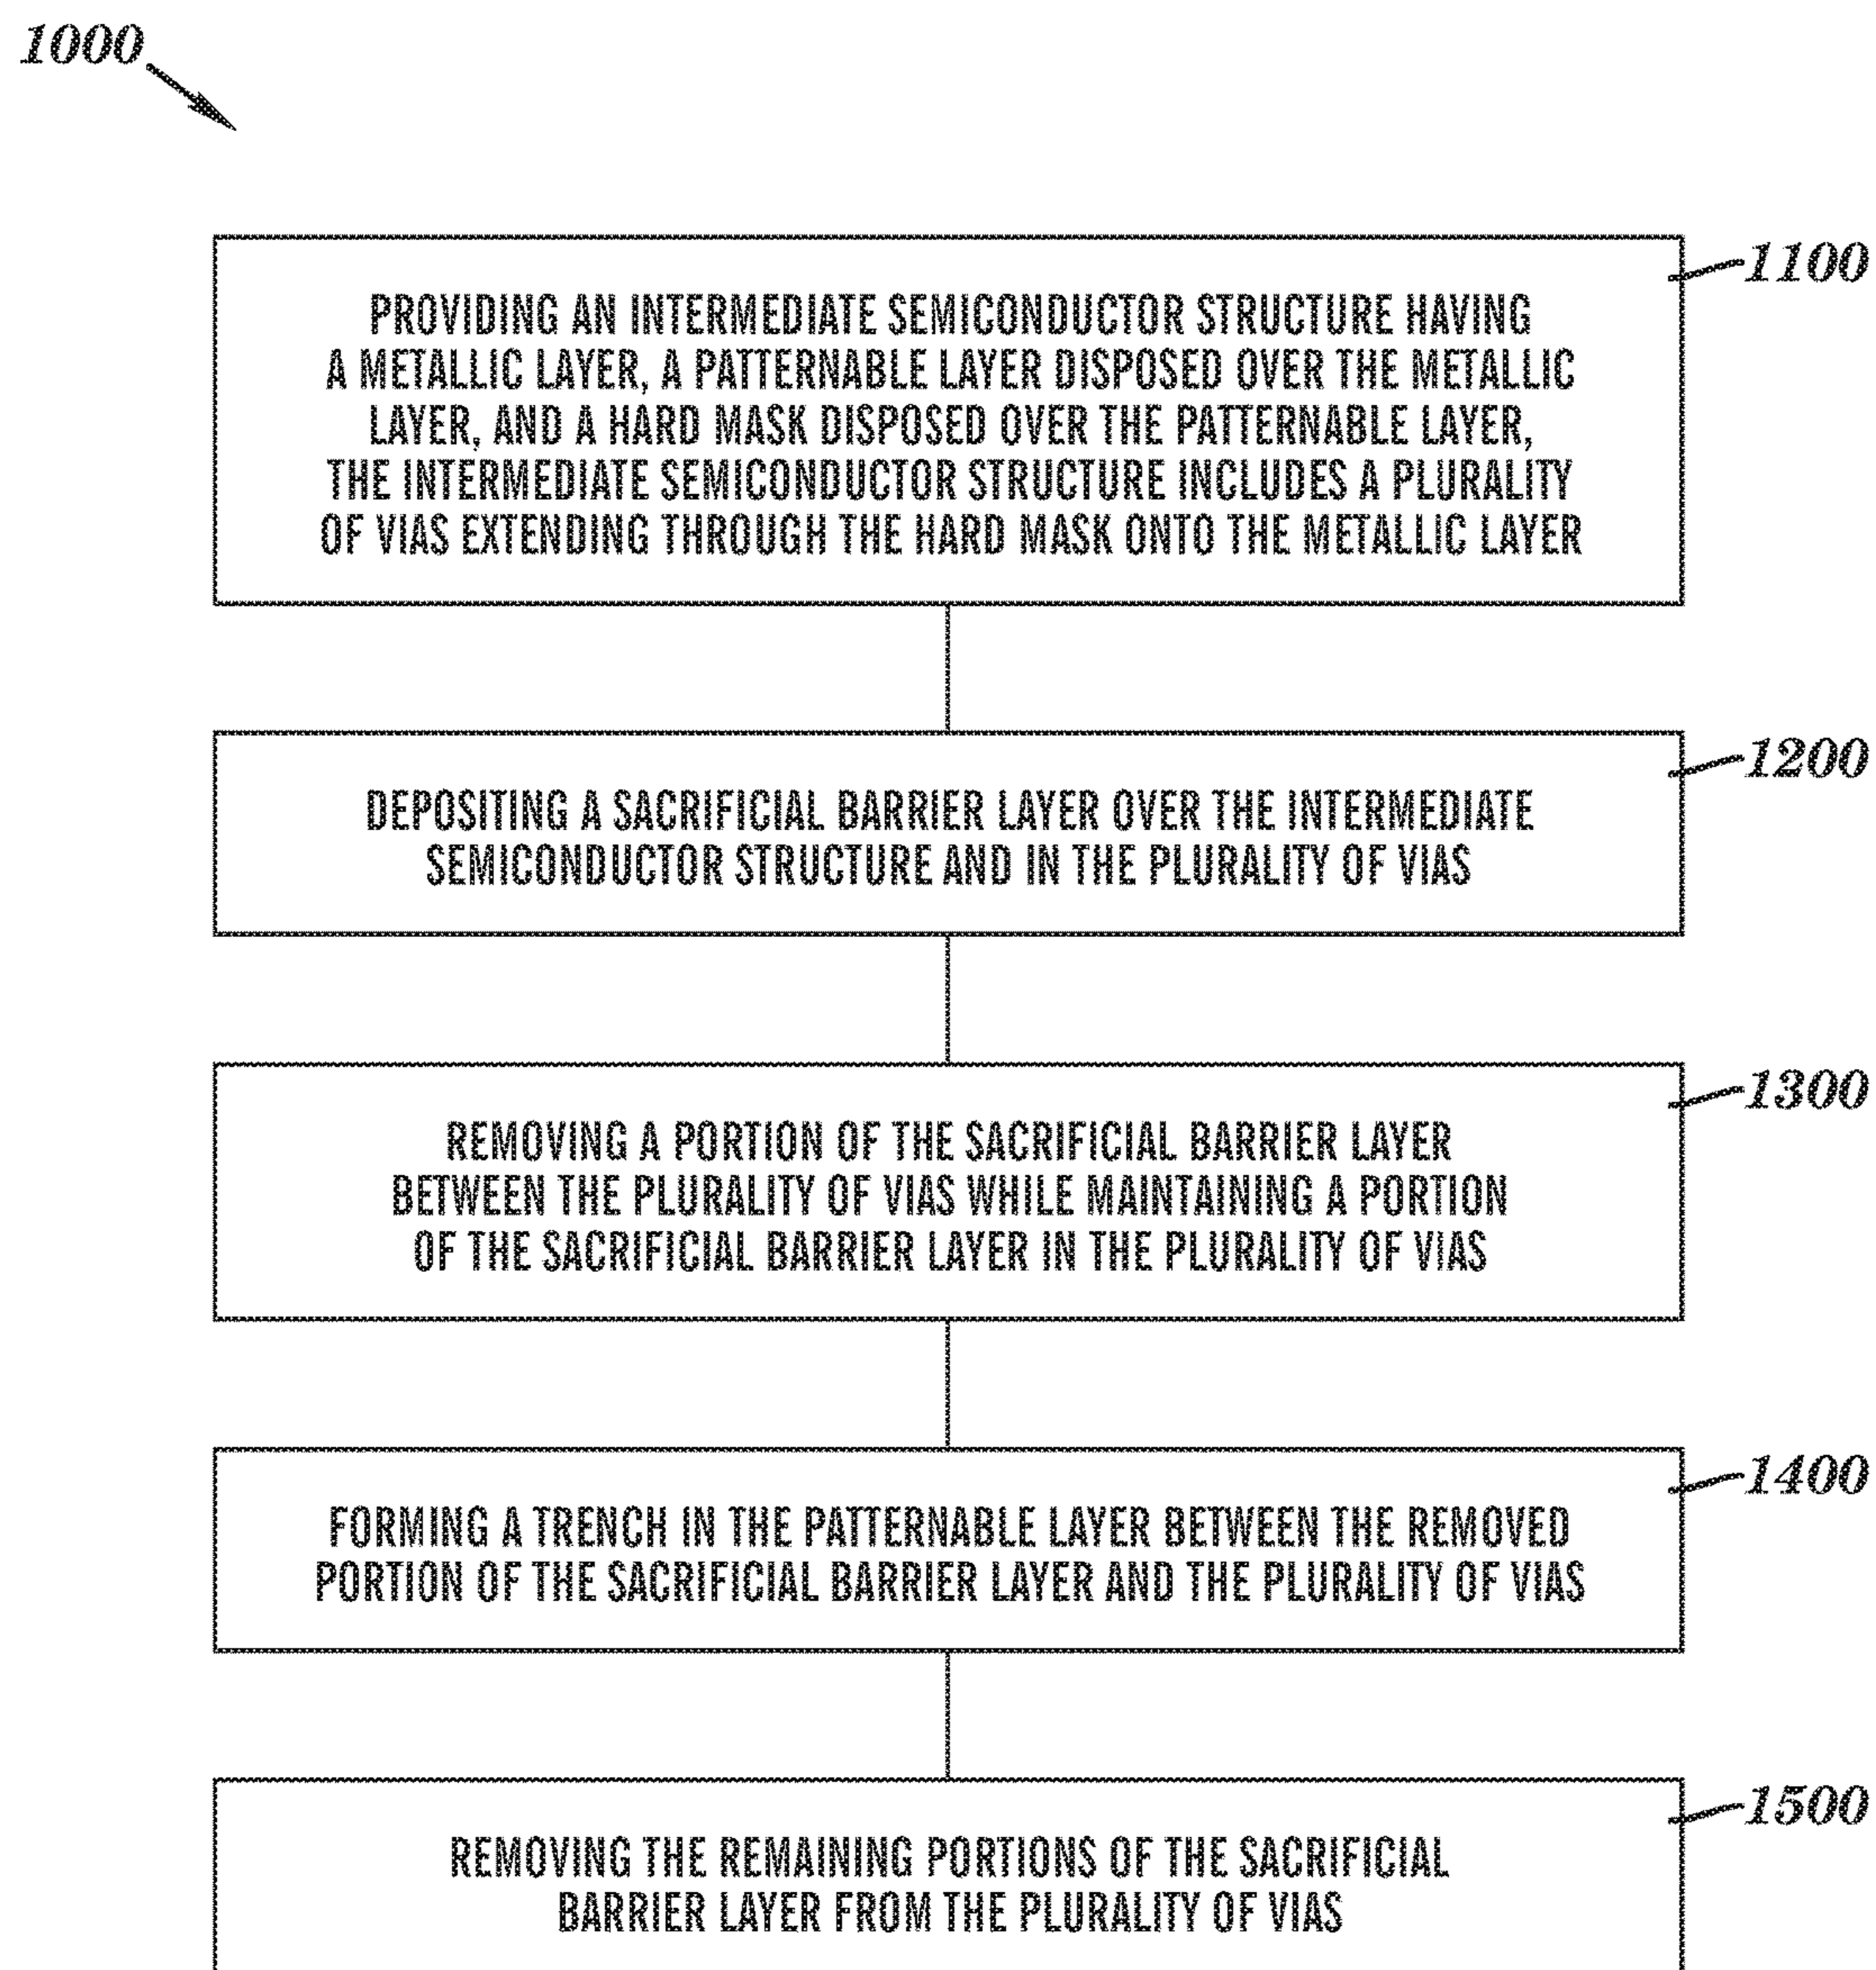 1000
1100
PROVIDING AN INTERMEDIATE SEMICONDUCTOR STRUCTURE HAVING
A METALLIC LAYER, A PATTERNABLE LAYER DISPOSED OVER THE METALLIC
LAYER, AND A HARD MASK DISPOSED OVER THE PATTERNABLE LAYER,
THE INTERMEDIATE SEMICONDUCTOR STRUCTURE INCLUDES A PLURALITY
OF VIAS EXTENDING THROUGH THE HARD MASK ONTO THE METALLIC LAYER
1200
DEPOSITING A SACRIFICIAL BARRIER LAYER OVER THE INTERMEDIATE
SEMICONDUCTOR STRUCTURE AND IN THE PLURALITY OF VIAS
1300
REMOVING A PORTION OF THE SACRIFICIAL BARRIER LAYER
BETWEEN THE PLURALITY OF VIAS WHILE MAINTAINING A PORTION
OF THE SACRIFICIAL BARRIER LAYER IN THE PLURALITY OF VIAS
1400
FORMING A TRENCH IN THE PATTERNABLE LAYER BETWEEN THE REMOVED
PORTION OF THE SACRIFICIAL BARRIER LAYER AND THE PLURALITY OF VIAS
1500
REMOVING THE REMAINING PORTIONS OF THE SACRIFICIAL
BARRIER LAYER FROM THE PLURALITY OF VIAS